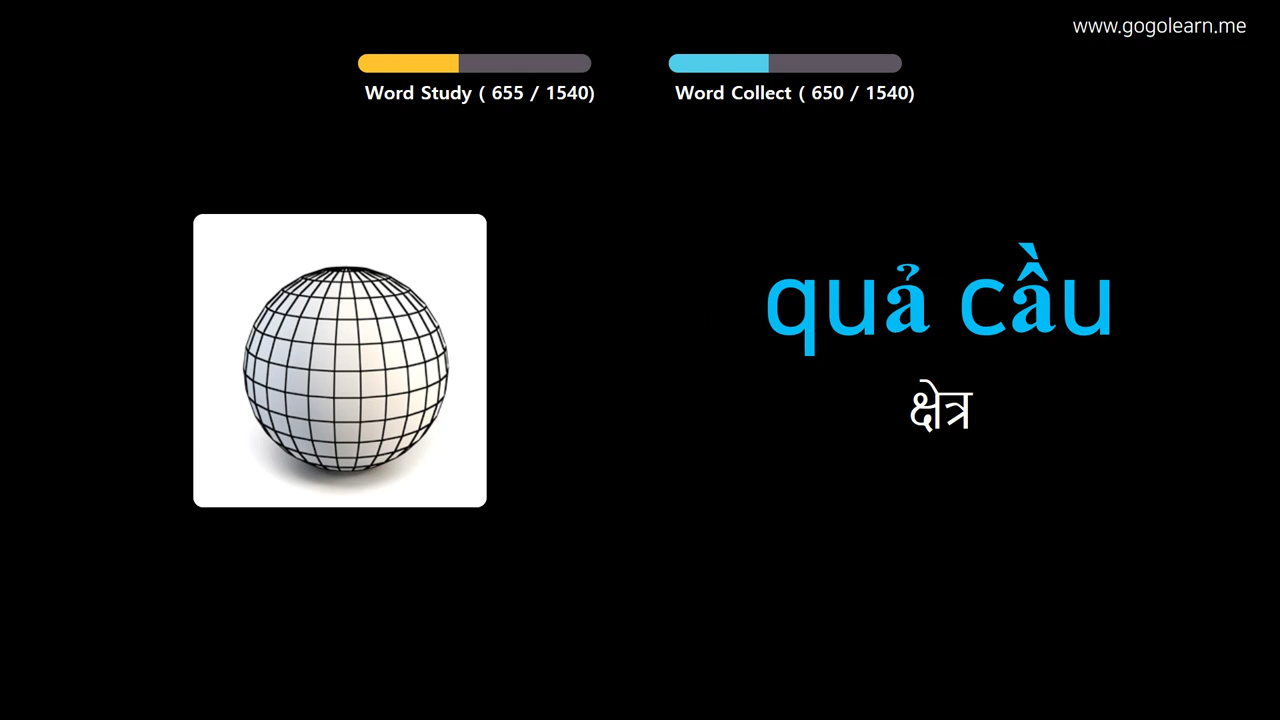 www.gogolearn.me
Word Study ( 655 / 1540)
Word Collect ( 650 / 1540)
quả cầu
क्षेत्र